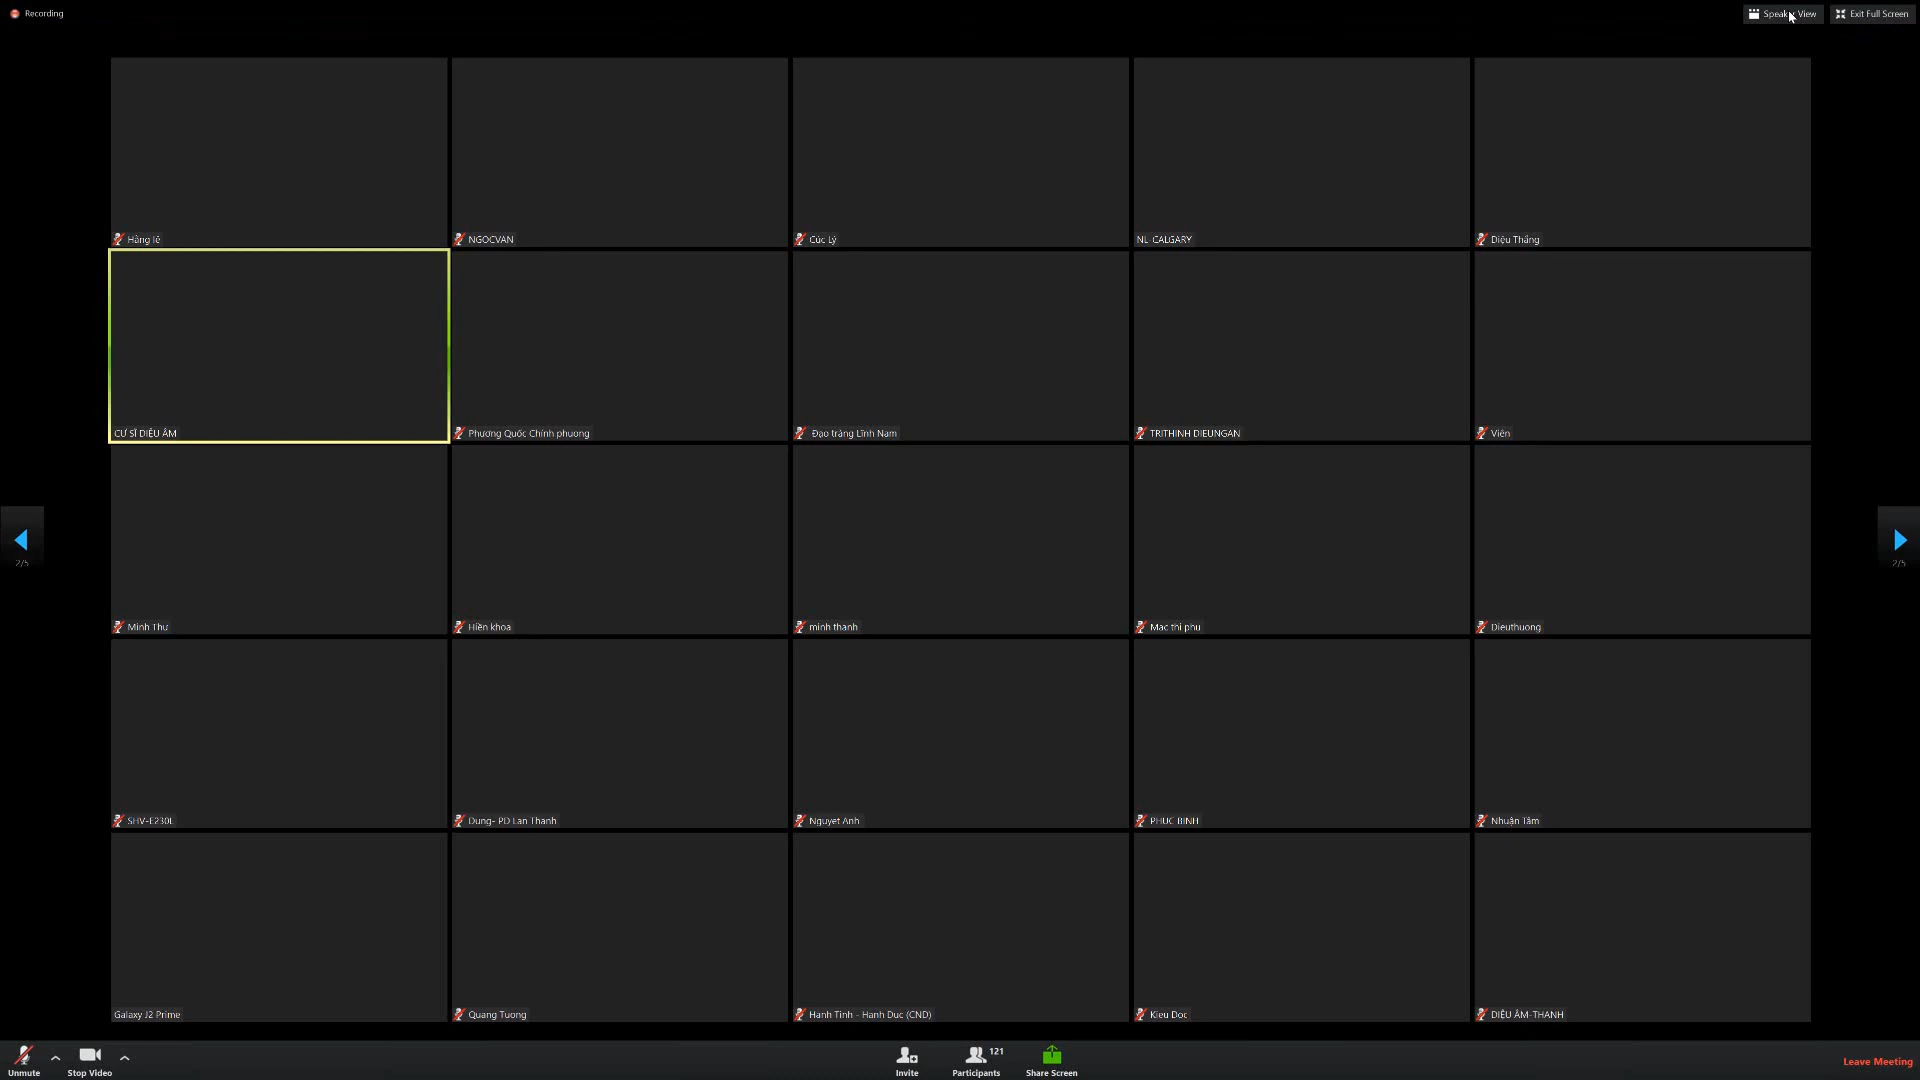 Recording
Speaker View
Exit Full Screen
Hằng lê
NGOCVAN
Cúc Lý
NL-CALGARY
Diệu Thắng
CƯ SĨ DIỆU ÂM
Phương Quốc Chính phuong
Đạo tràng Lĩnh Nam
TRITHINH DIEUNGAN
Viên
Minh Thư
Hiền khoa
minh thanh
Mac thi phu
Dieuthuong
SHV-E230L
Dung- PD Lan Thanh
Nguyet Anh
PHUC BINH
Nhuận Tâm
Galaxy J2 Prime
Quang Tuong
Hanh Tinh - Hanh Duc (CND)
Kieu Doc
DIỆU ÂM-THANH
2/5
2/5
Unmute
Stop Video
Invite
Participants
121
Share Screen
Leave Meeting